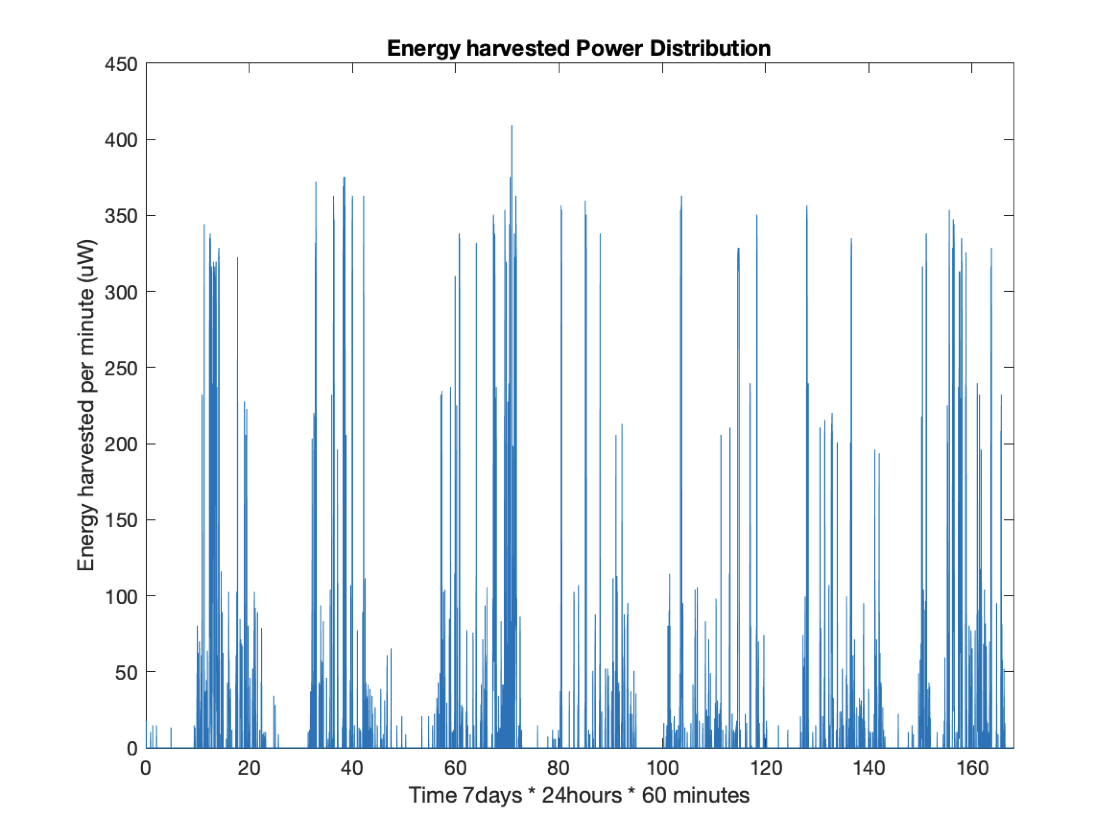 Energy harvested Power Distribution
Energy harvested per minute (uW)
450
400
350
300
250
200
150
100
50
0
0 20 40 60 80 100 120 140 160
Time 7days * 24hours * 60 minutes